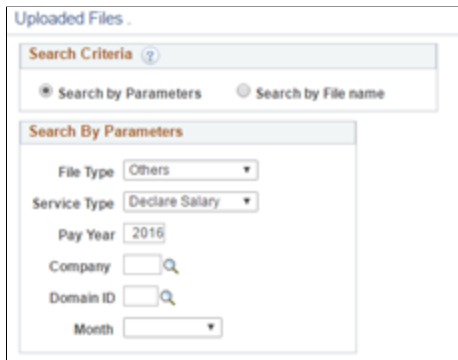 Uploaded Files .
Search Criteria ?
Search by Parameters Search by File name
Search By Parameters
File Type Others
Service Type Declare Salary
Pay Year 2016
Company
Domain ID
Month